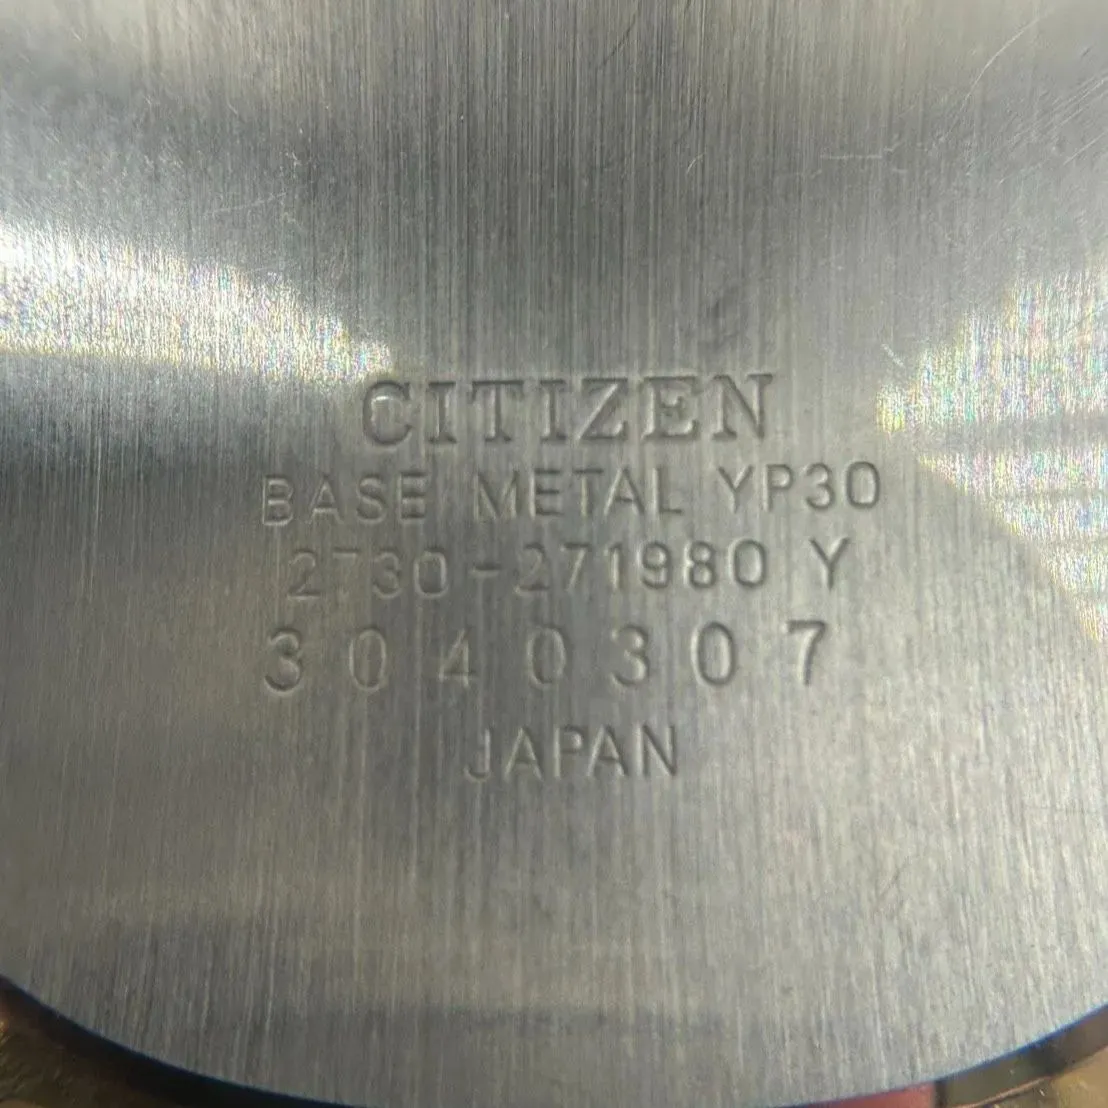 CITIZEN
BASE METAL YP30
2730-271980 Y
3040307
JAPAN